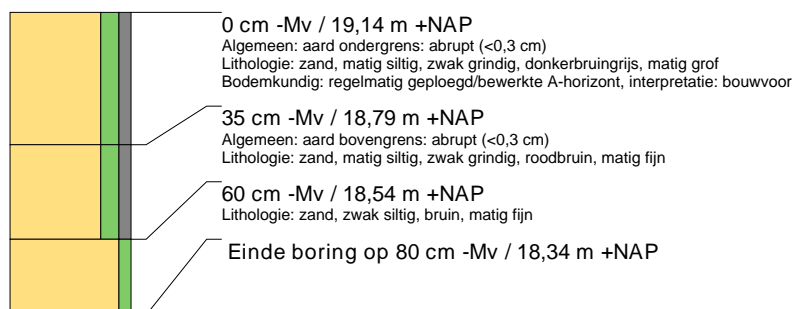 0 cm -Mv / 19,14 m +NAP
Algemeen: aard ondergrens: abrupt (<0,3 cm)
Lithologie: zand, matig siltig, zwak grindig, donkerbruingrijs, matig grof
Bodemkundig: regelmatig geploegd/bewerkte A-horizont, interpretatie: bouwvoor
35 cm -Mv / 18,79 m +NAP
Algemeen: aard bovengrens: abrupt (<0,3 cm)
Lithologie: zand, matig siltig, zwak grindig, roodbruin, matig fijn
60 cm -Mv / 18,54 m +NAP
Lithologie: zand, zwak siltig, bruin, matig fijn
Einde boring op 80 cm -Mv / 18,34 m +NAP